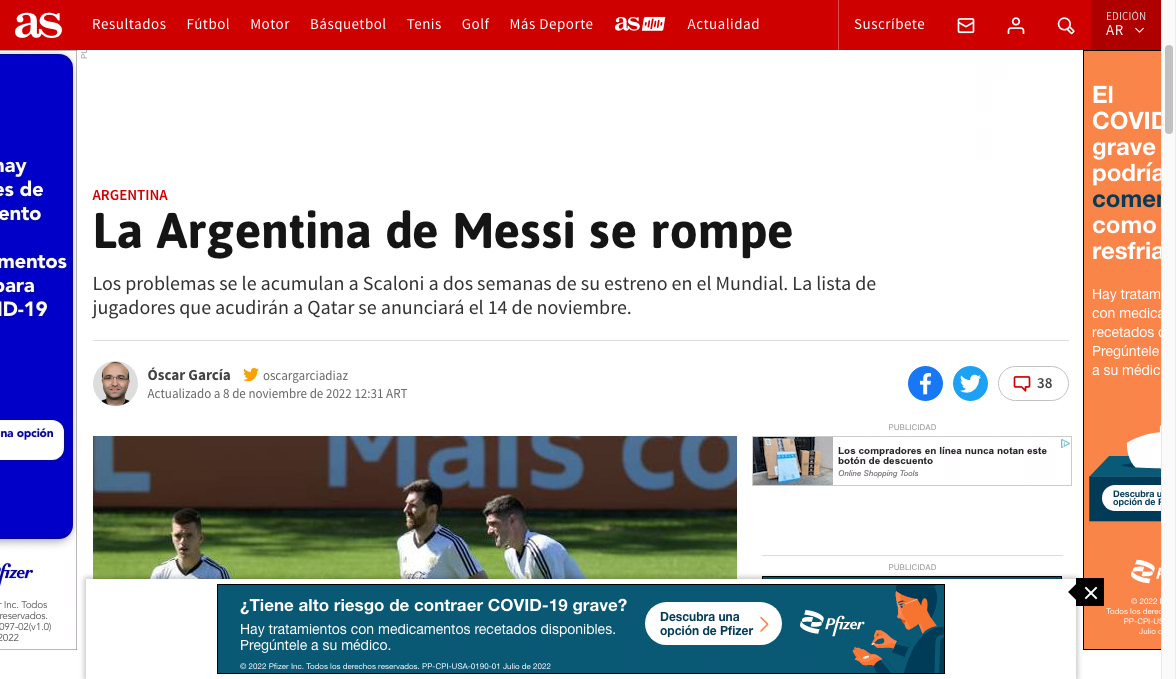 as
Resultados
Fútbol
Motor
Básquetbol
Tenis
Golf
Más Deporte
as
Actualidad
Suscríbete
EDICIÓN
AR
de
ento
mentos
para
ID-19
na opción
Inc. Todos
reservados.
097-02(v1.0)
2022
ARGENTINA
La Argentina de Messi se rompe
Los problemas se le acumulan a Scaloni a dos semanas de su estreno en el Mundial. La lista de
jugadores que acudirán a Qatar se anunciará el 14 de noviembre.
Óscar García
oscargarciadiaz
Actualizado a 8 de noviembre de 2022 12:31 ART
38
Mais co
PUBLICIDAD
Los compradores en línea nunca notan este
botón de descuento
Online Shopping Tools
PUBLICIDAD
El
COVID
grave
podría
comen
como
resfria
Hay tratam
con medica
recetados
Pregúntele
a su médic
Descubra u
opción de P
© 2022
Todos los derec
PP-CPI-USA
Julio d
¿Tiene alto riesgo de contraer COVID-19 grave?
Hay tratamientos con medicamentos recetados disponibles.
Pregúntele a su médico.
© 2022 Pfizer Inc. Todos los derechos reservados. PP-CPI-USA-0190-01 Julio de 2022
Descubra una
opción de Pfizer
Pfizer